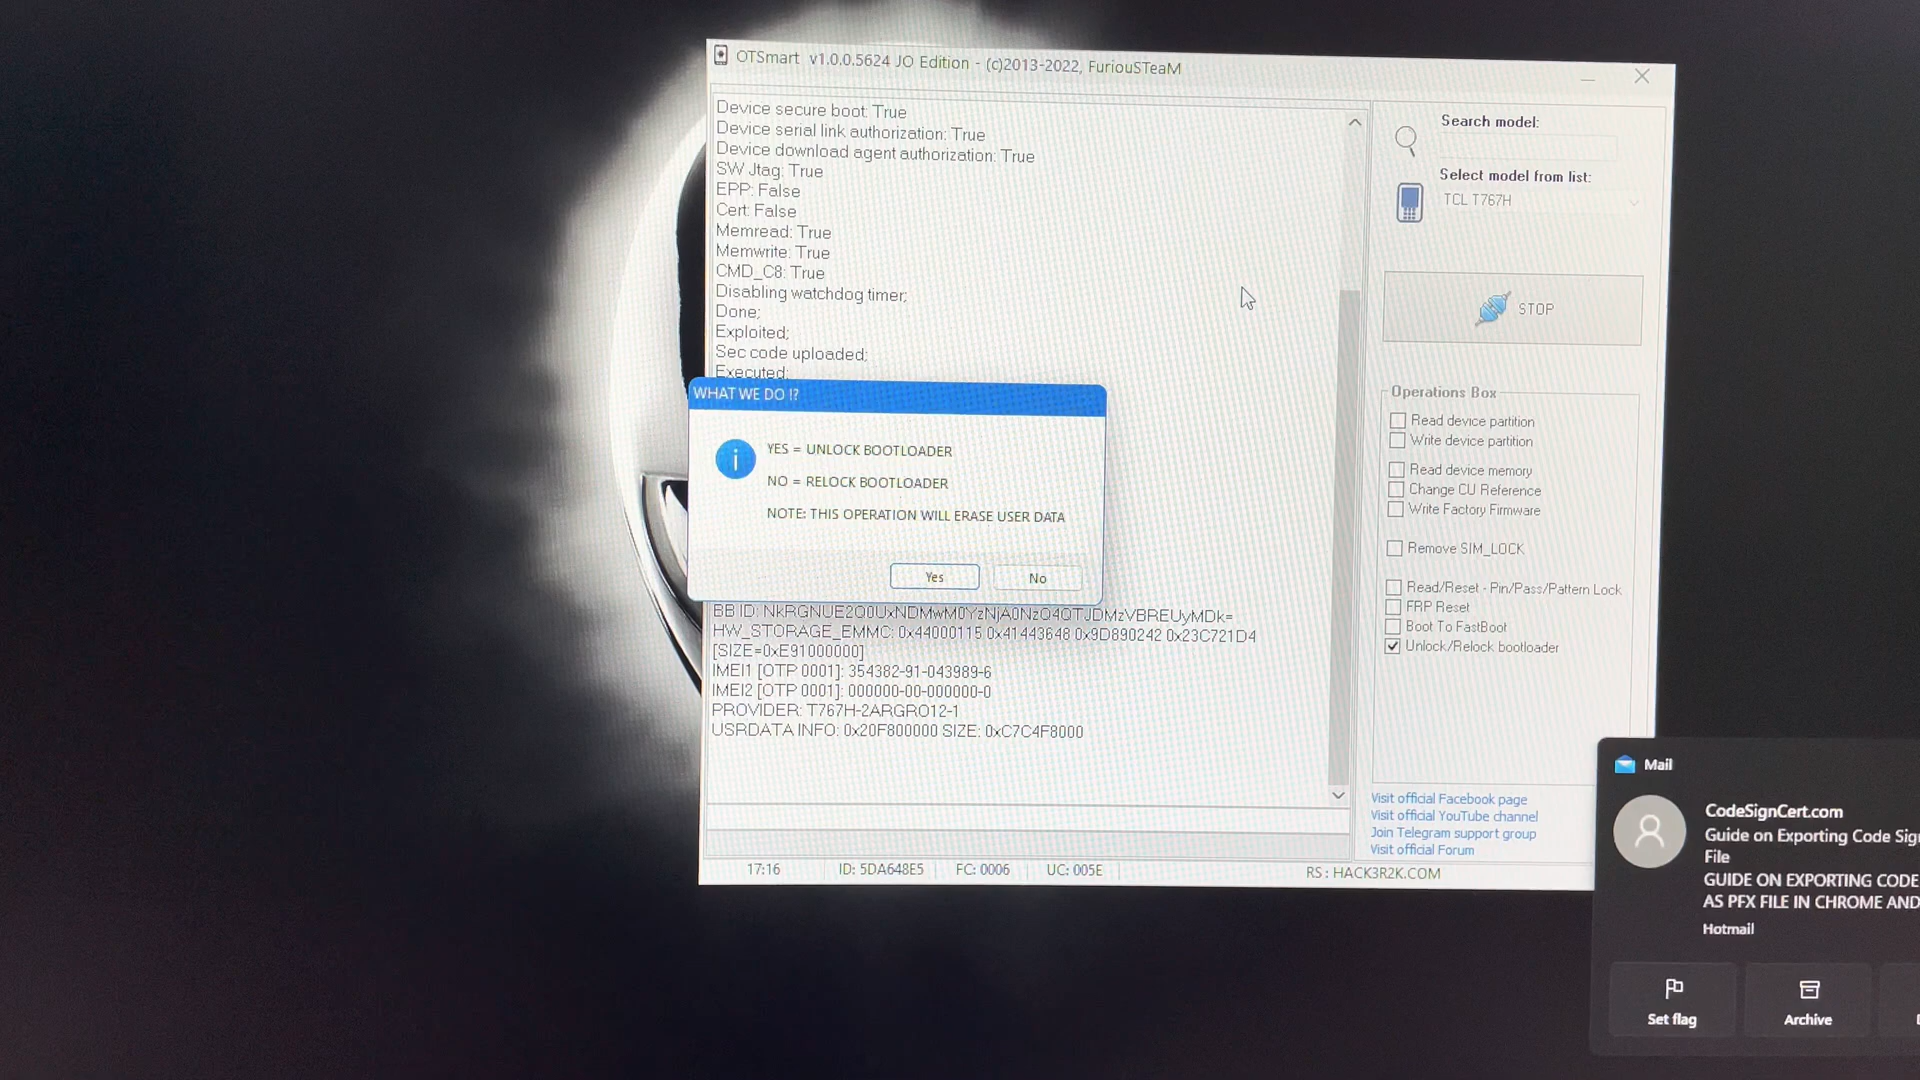 OTSmart v1.0.0.5624 JO Edition - (c)2013-2022, FuriouSTeaM
Device secure boot: True
Device serial link authorization: True
Device download agent authorization: True
SW Jtag: True
EPP: False
Cert: False
Memread: True
Memwrite: True
CMD_C8: True
Disabling watchdog timer;
Done;
Exploited;
Sec code uploaded;
Executed;
WHAT WE DO !?
YES = UNLOCK BOOTLOADER
NO = RELOCK BOOTLOADER
NOTE: THIS OPERATION WILL ERASE USER DATA
Yes
No
BB ID: NkRGNUE2Q0UxNDMwM0YzNjA0NzQ4QTJDMzVBREUyMDk=
HW_STORAGE_EMMC: 0x44000115 0x41443648 0x9D890242 0x23C721D4
[SIZE=0xE91000000]
IMEI1 [OTP 0001]: 354382-91-043989-6
IMEI2 [OTP 0001]: 000000-00-000000-0
PROVIDER: T767H-2ARGRO12-1
USRDATA INFO: 0x20F800000 SIZE: 0xC7C4F8000
17:16
ID: 5DA648E5
FC: 0006
UC: 005E
RS : HACK3R2K.COM
Search model:
Select model from list:
TCL T767H
STOP
Operations Box
Read device partition
Write device partition
Read device memory
Change CU Reference
Write Factory Firmware
Remove SIM_LOCK
Read/Reset - Pin/Pass/Pattern Lock
FRP Reset
Boot To FastBoot
Unlock/Relock bootloader
Visit official Facebook page
Visit official YouTube channel
Join Telegram support group
Visit official Forum
Mail
CodeSignCert.com
Guide on Exporting Code Sig
File
GUIDE ON EXPORTING CODE
AS PFX FILE IN CHROME AND
Hotmail
Set flag
Archive